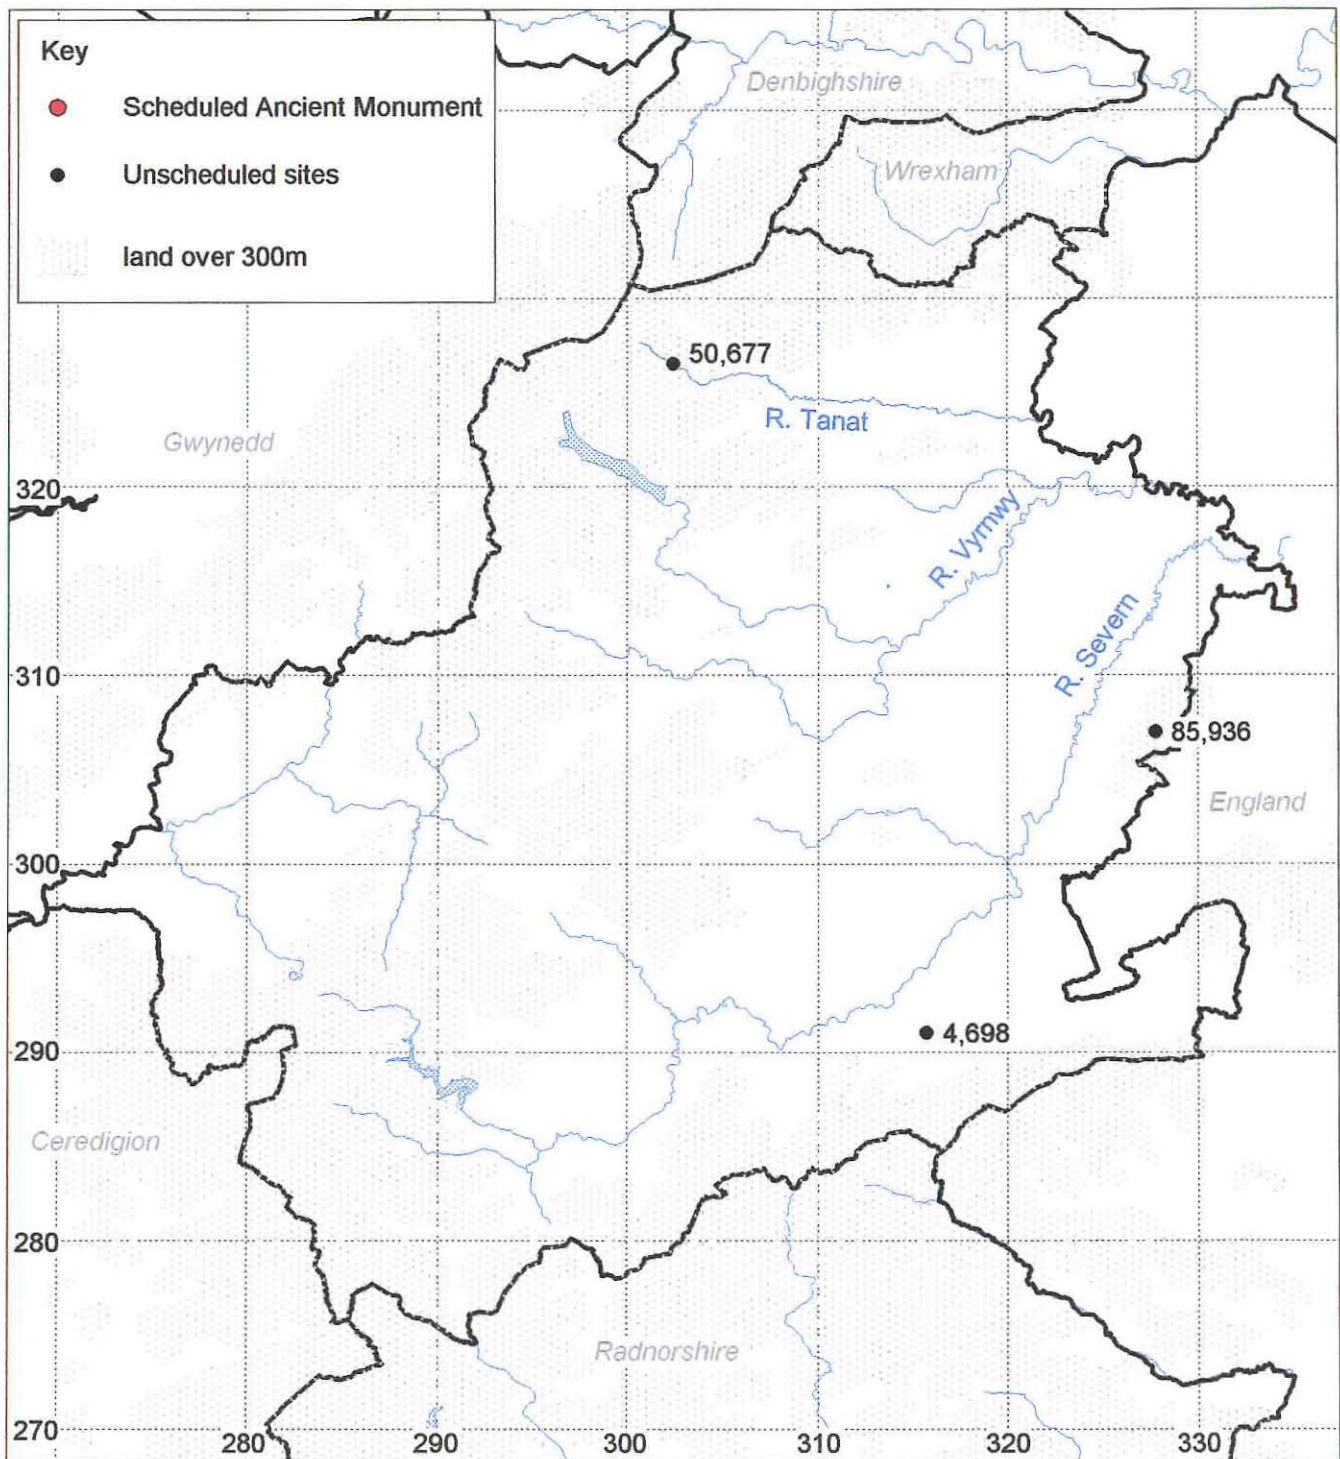 Key
Scheduled Ancient Monument
Unscheduled sites
land over 300m
Denbighshire
Wrexham
50,677
R. Tanat
Gwynedd
320
R. Vyrnwy
R. Severn
310
85,936
England
300
4,698
290
Ceredigion
280
Radnorshire
270
280
290
300
310
320
330